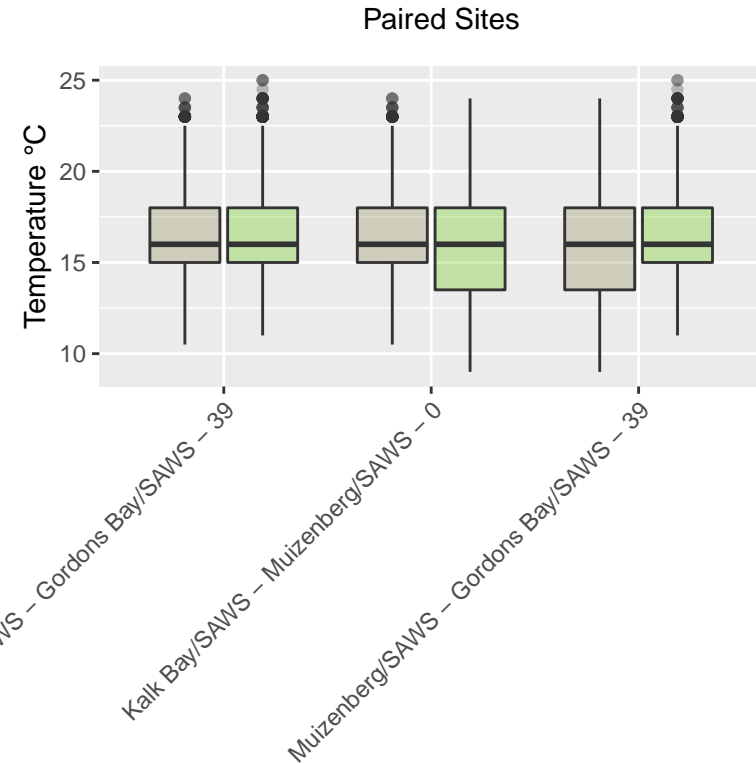 Paired Sites
25
20
15
10
Temperature °C
WS – Gordons Bay/SAWS – 39
Kalk Bay/SAWS – Muizenberg/SAWS – 0
Muizenberg/SAWS – Gordons Bay/SAWS – 39